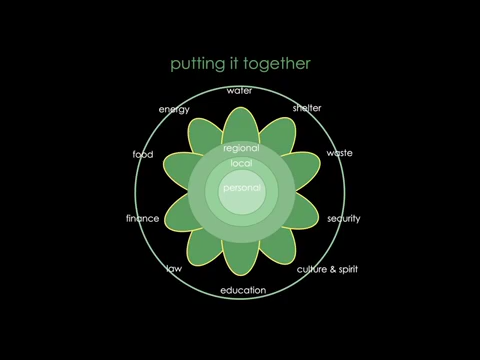 putting it together
water
energy
shelter
regional
food
local
waste
personal
finance
security
law
culture & spirit
education